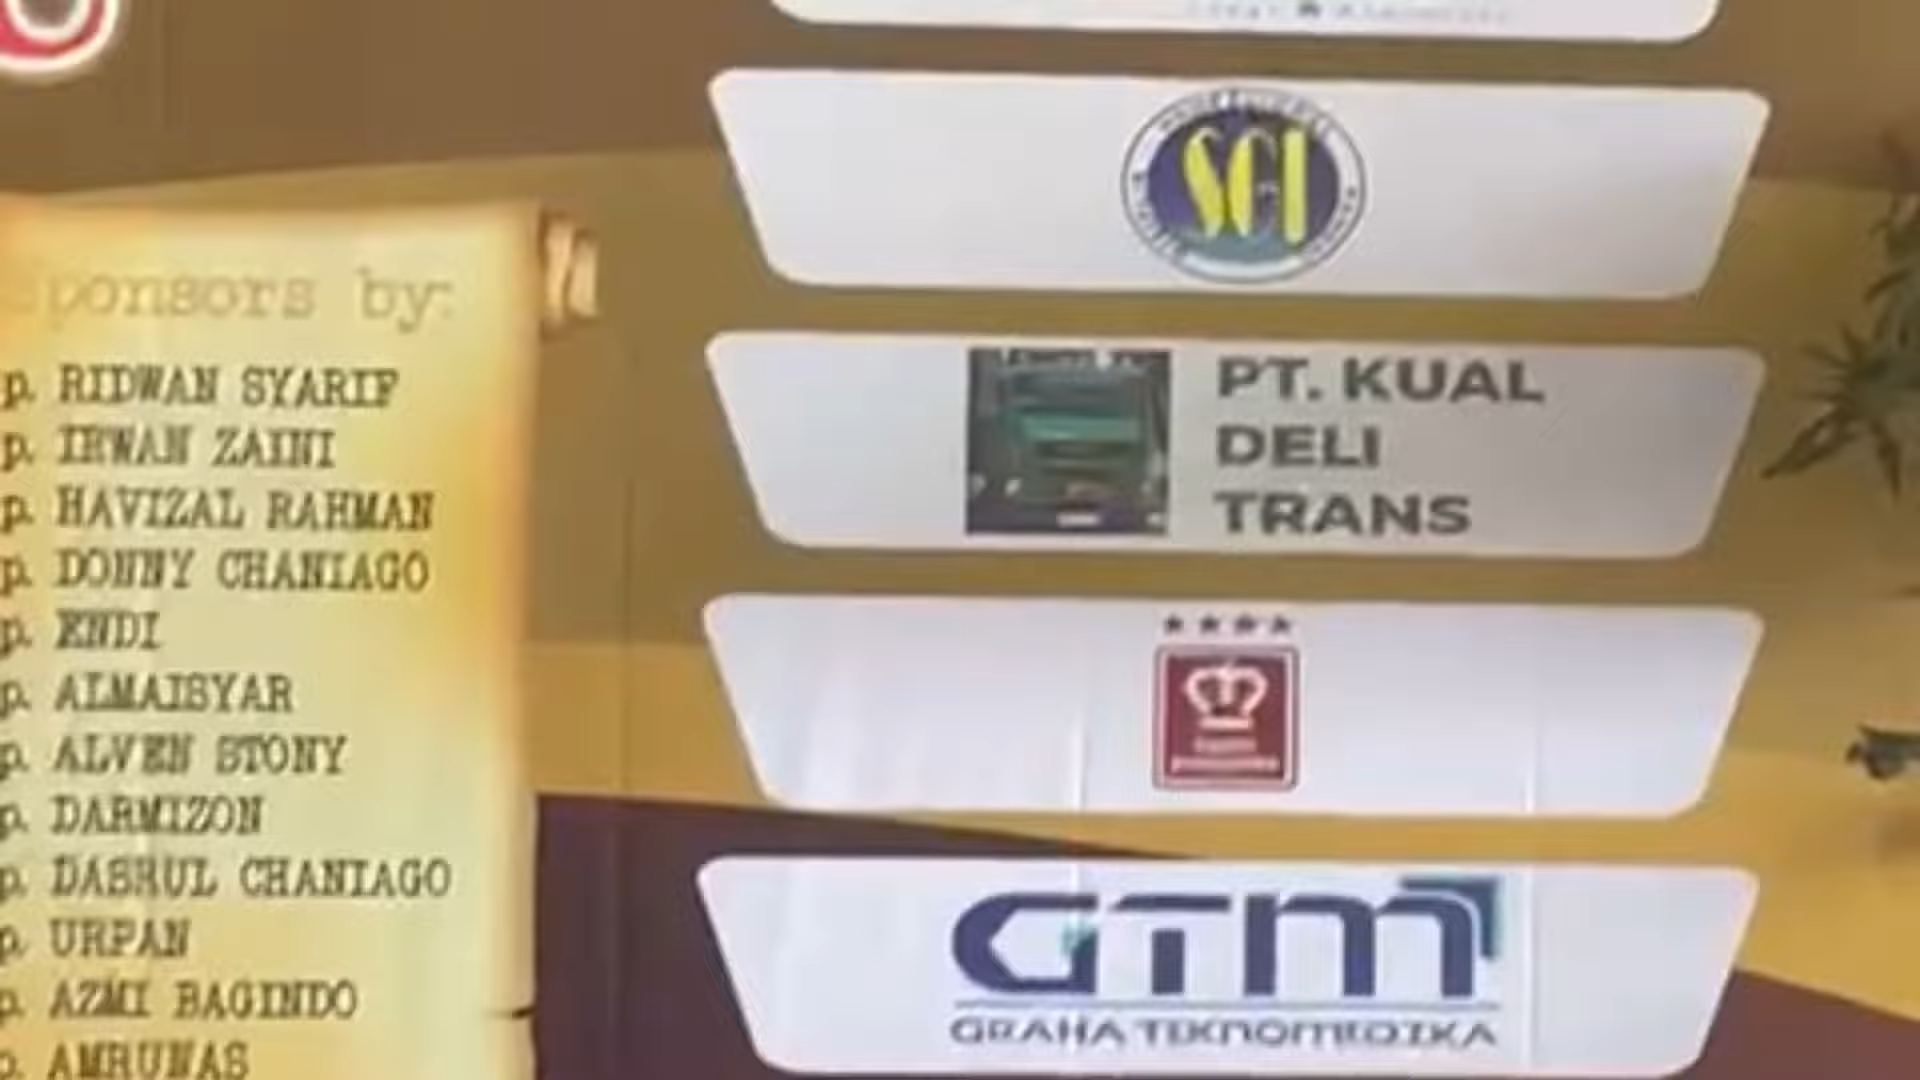 ponsors by:
p. RIDWAN SYARIF
p. IRWAN ZAINI
p. HAVIZAL RAHMAN
p. DONNY CHANIAGO
p. ENDI
p. ALMAISYAR
p. ALVEN STONY
p. DARMIZON
p. DASRUL CHANIAGO
p. URPAN
p. AZMI BAGINDO
p. AMRUNAS
SCI
PT. KUAL
DELI
TRANS
GTM
GRAHA TEKNOMEDIKA